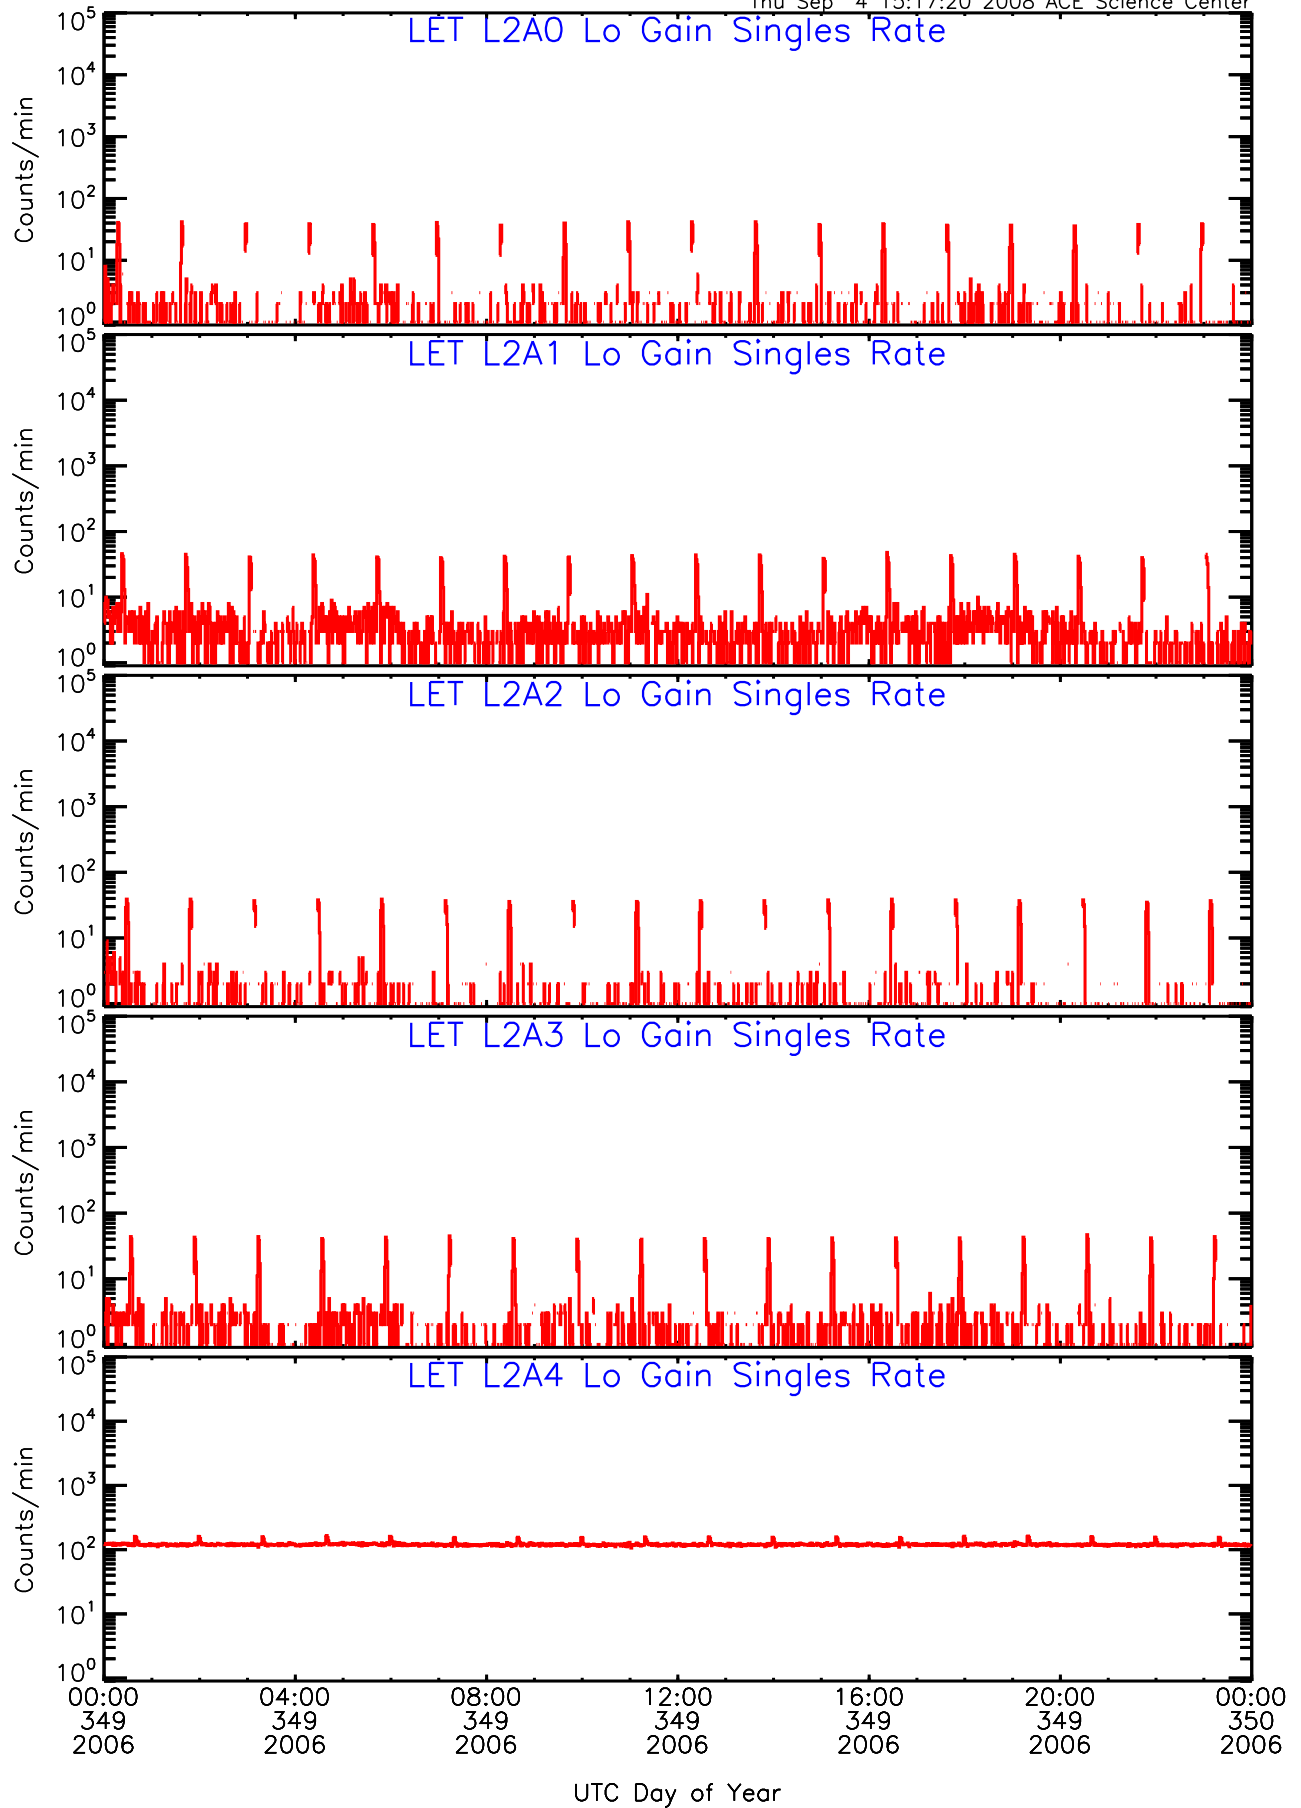 Thu Sep 4 15:17:20 2008 ACE Science Center
LET L2A0 Lo Gain Singles Rate
10^5
10^4
10^3
10^2
10^1
10^0
Counts/min
LET L2A1 Lo Gain Singles Rate
10^5
10^4
10^3
10^2
10^1
10^0
Counts/min
LET L2A2 Lo Gain Singles Rate
10^5
10^4
10^3
10^2
10^1
10^0
Counts/min
LET L2A3 Lo Gain Singles Rate
10^5
10^4
10^3
10^2
10^1
10^0
Counts/min
LET L2A4 Lo Gain Singles Rate
10^5
10^4
10^3
10^2
10^1
10^0
Counts/min
00:00 04:00 08:00 12:00 16:00 20:00 00:00
349 349 349 349 349 349 350
2006 2006 2006 2006 2006 2006 2006
UTC Day of Year